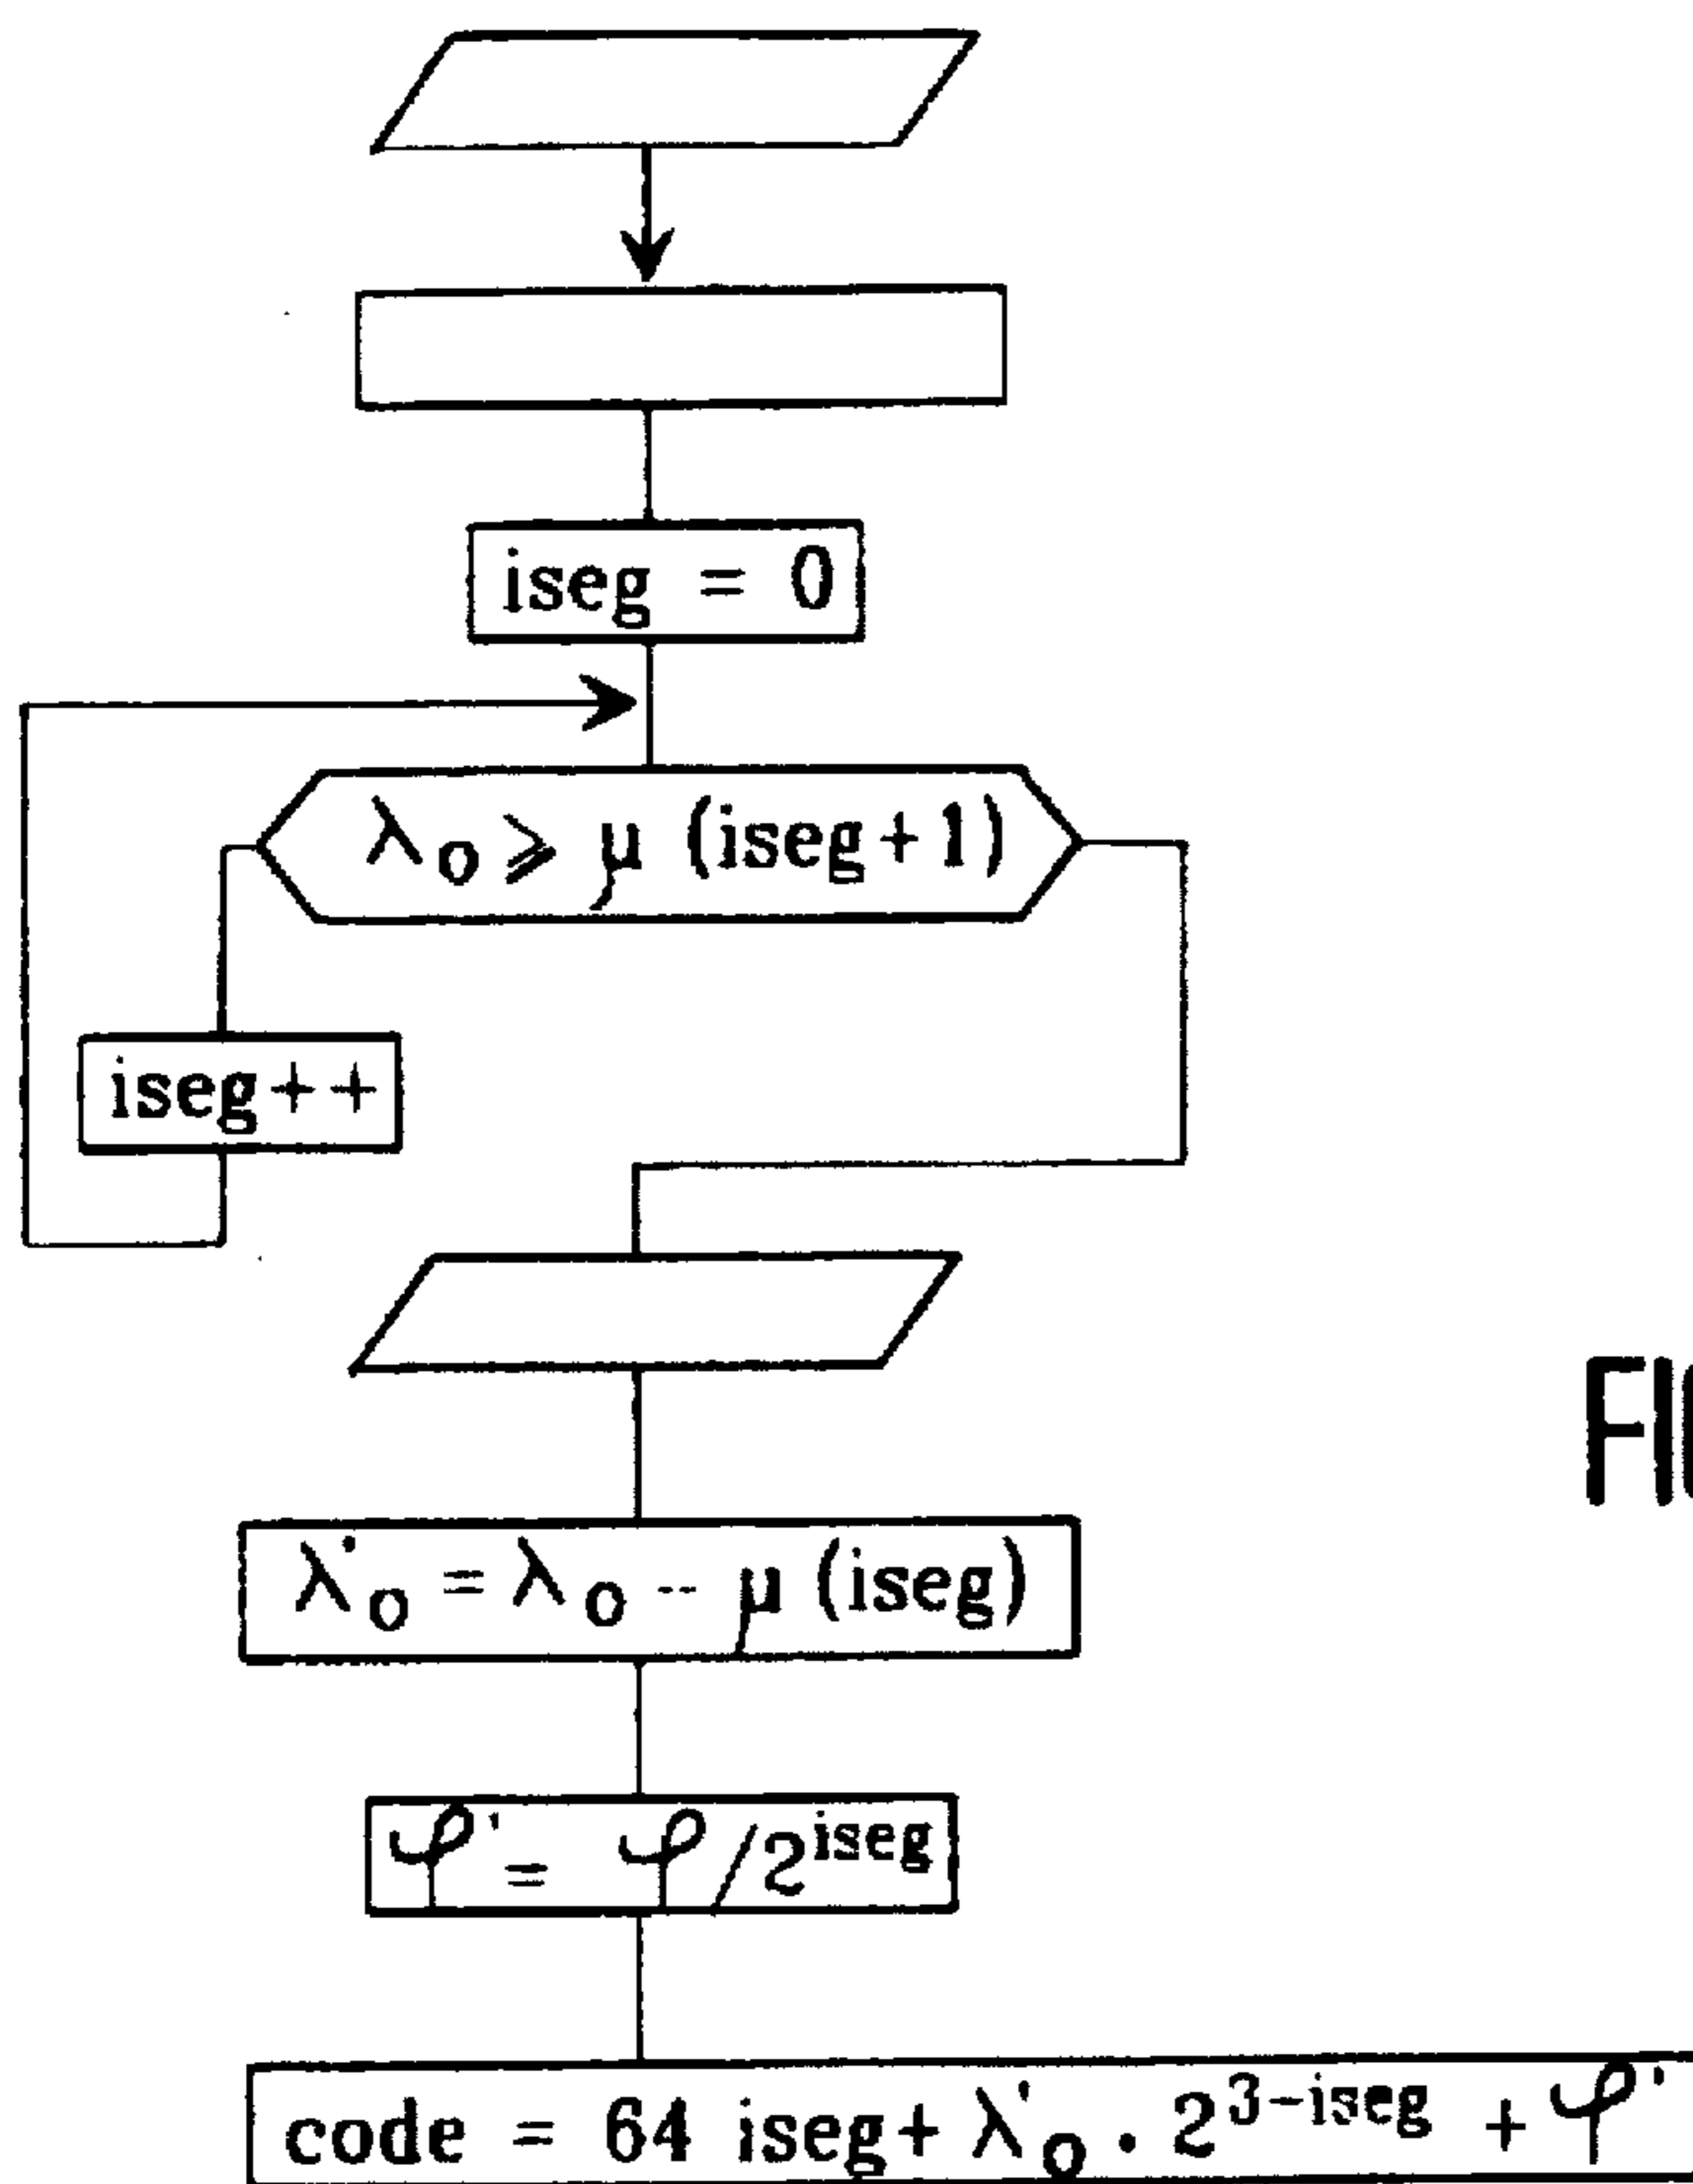 iseg = 0
λ₀ ⩾ μ (iseg+1)
iseg++
λ'₀ = λ₀ - μ (iseg)
φ' = φ/2^iseg
code = 64 iseg + λ'₀ . 2^3-iseg + φ'